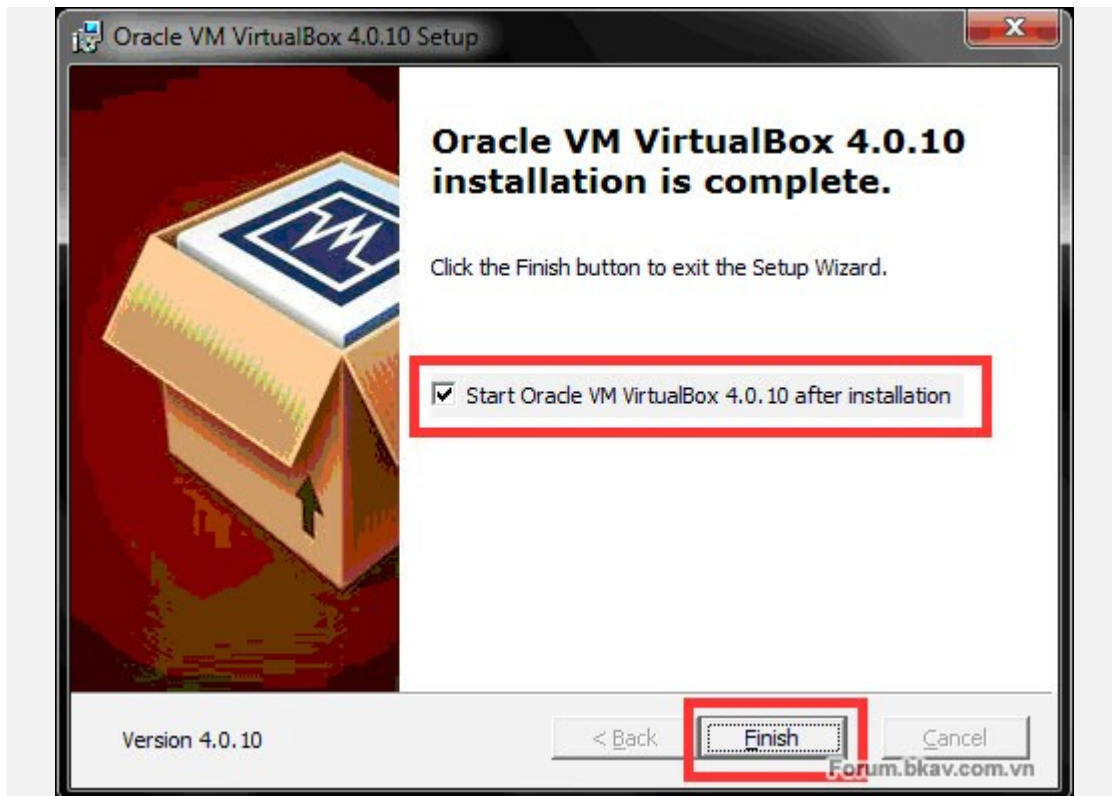 Oracle VM VirtualBox 4.0.10 Setup
Oracle VM VirtualBox 4.0.10
installation is complete.
Click the Finish button to exit the Setup Wizard.
Start Oracle VM VirtualBox 4.0.10 after installation
Version 4.0.10
< Back
Finish
Cancel
Forum.bkav.com.vn